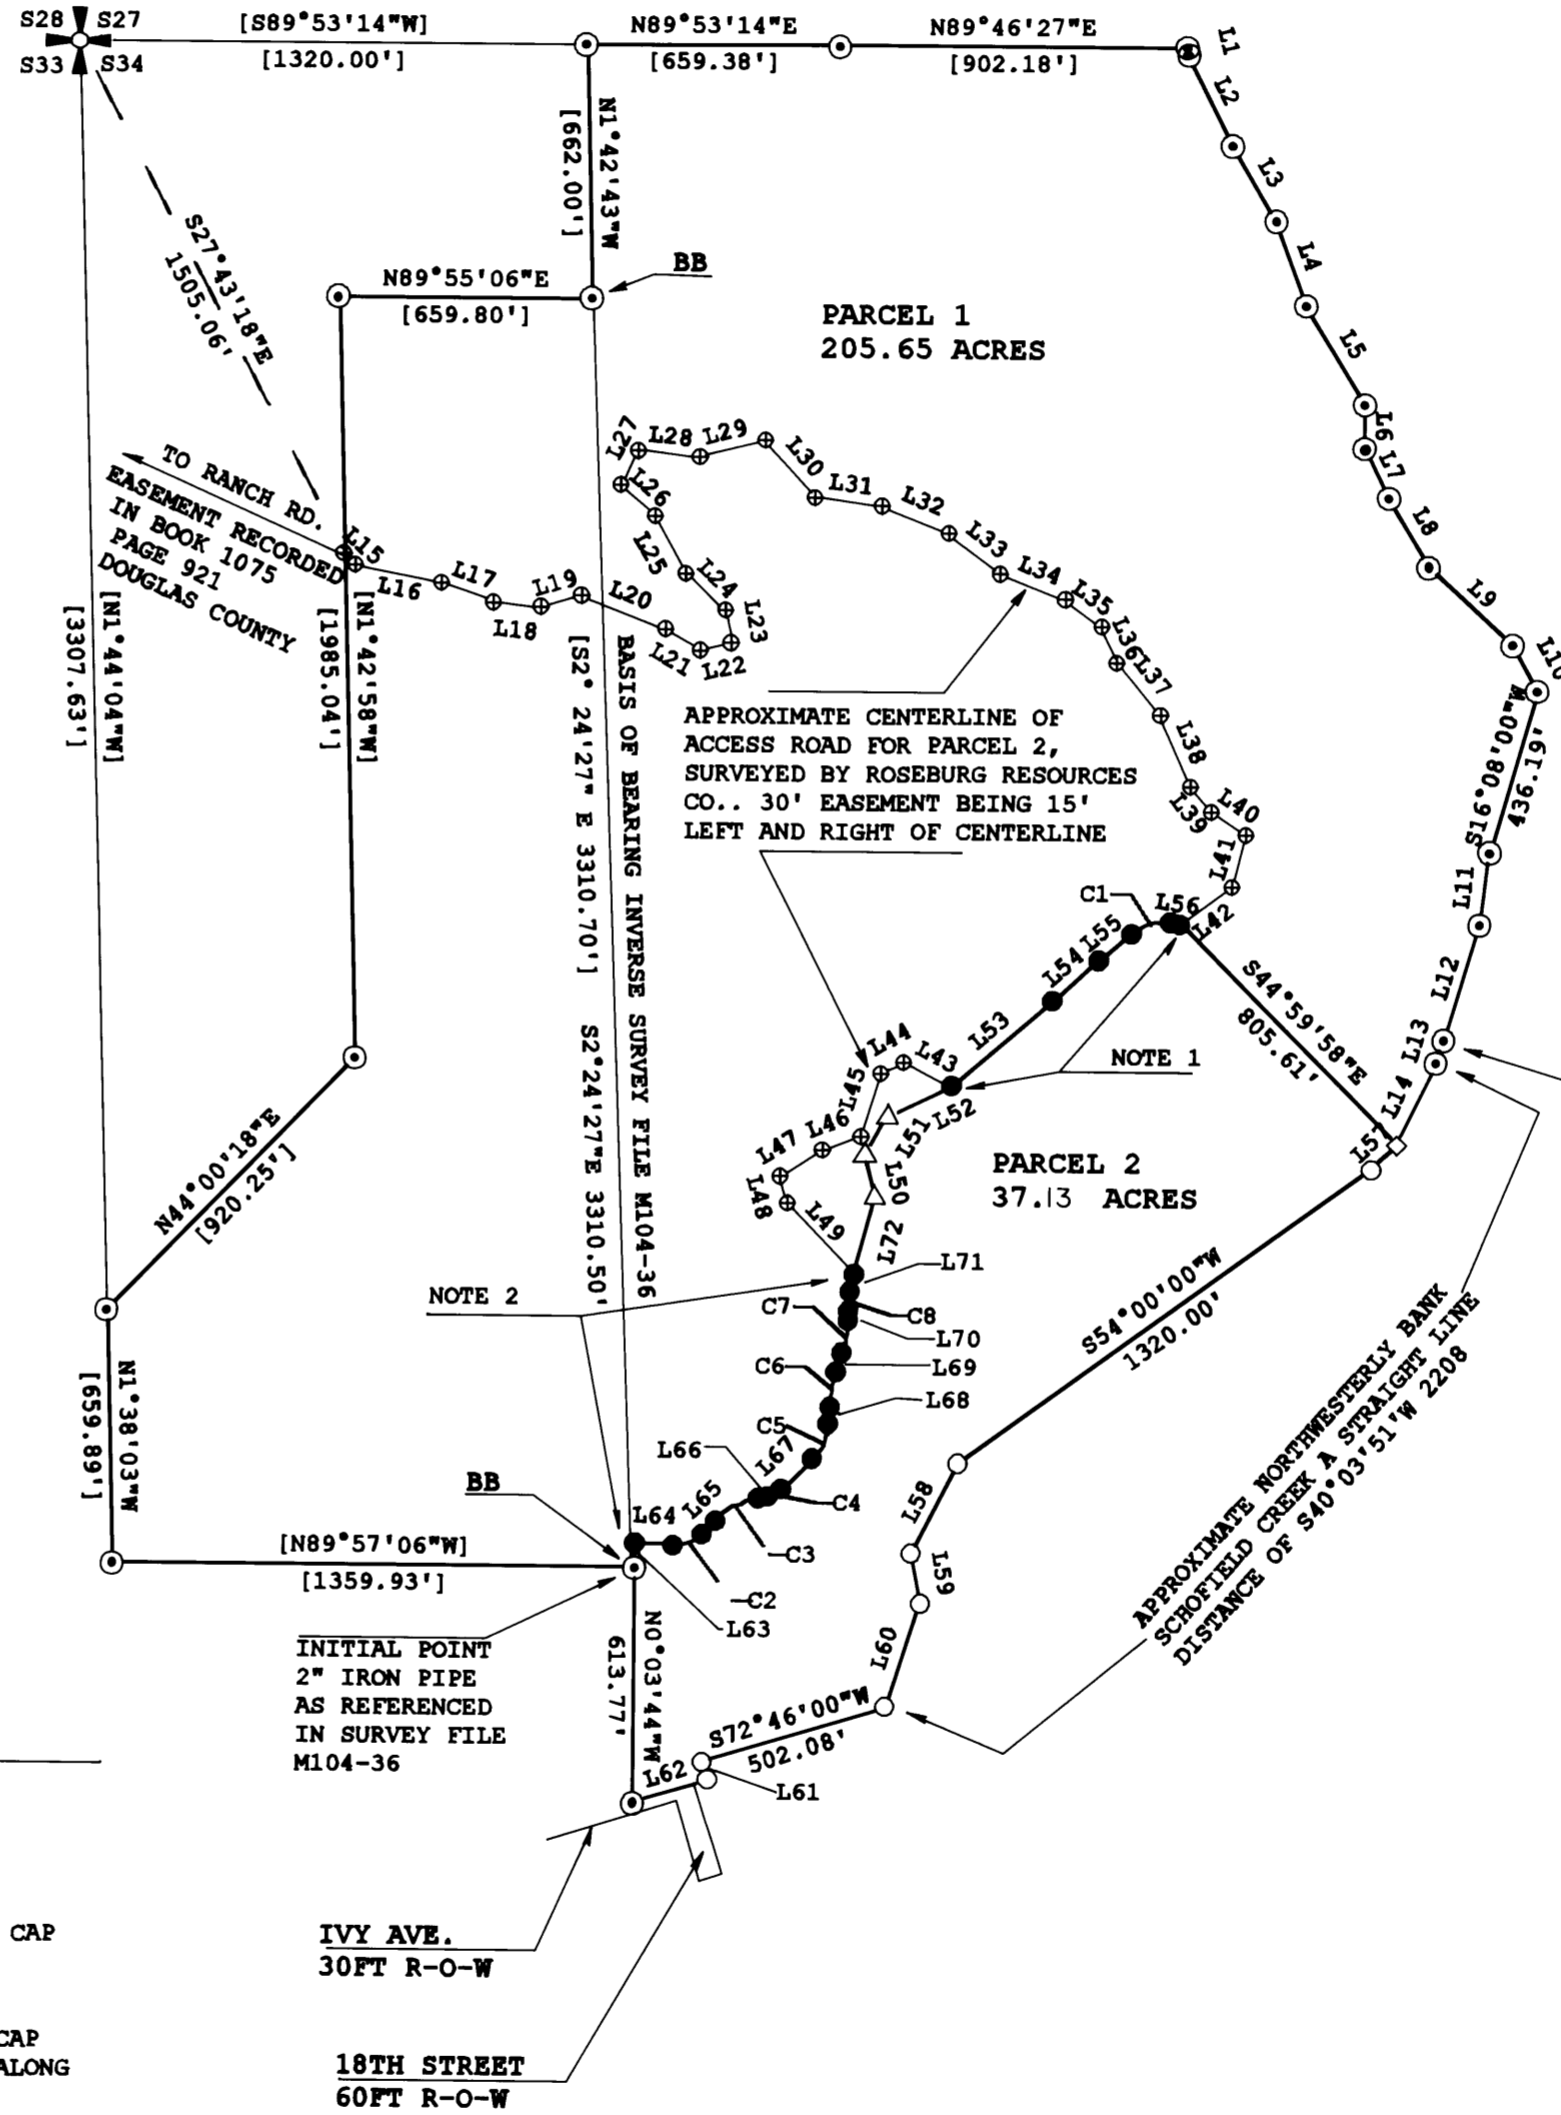 S28 S27
S33 S34
[S89°53'14"W]
[1320.00']
N89°53'14"E
[659.38']
N89°46'27"E
[902.18']
L1
L2
L3
L4
L5
L6
L7
L8
L9
L10
N1°42'43"W
[662.00']
BB
N89°55'06"E
[659.80']
S27°43'18"E
1505.06'
PARCEL 1
205.65 ACRES
TO RANCH RD.
EASEMENT RECORDED
IN BOOK 1075
PAGE 921
DOUGLAS COUNTY
[N1°44'04"W]
[3307.63']
[N1°42'58"W]
[1985.04']
L15
L16
L17
L18
L19
L20
L21
L22
L23
L24
L25
L26
L27
L28
L29
L30
L31
L32
L33
L34
L35
L36
L37
L38
L39
L40
L41
L42
BASIS OF BEARING INVERSE SURVEY FILE M104-36
[S2° 24'27" E 3310.70']
S2°24'27"E 3310.50'
APPROXIMATE CENTERLINE OF
ACCESS ROAD FOR PARCEL 2,
SURVEYED BY ROSEBURG RESOURCES
CO.. 30' EASEMENT BEING 15'
LEFT AND RIGHT OF CENTERLINE
S16°08'00"W
436.19'
L11
L12
L13
L14
C1
L56
L55
L54
L53
S44°59'58"E
805.61'
NOTE 1
L43
L44
L45
L46
L47
L48
L49
L50
L51
L52
L57
L72
PARCEL 2
37.13 ACRES
N44°00'18"E
[920.25']
NOTE 2
L71
C7
C8
L70
L69
C6
L68
C5
L67
L66
C4
S54°00'00"W
1320.00'
APPROXIMATE NORTHWESTERLY BANK
SCHOFIELD CREEK A STRAIGHT LINE
DISTANCE OF S40°03'51'W 2208
N1°38'03"W
[659.89']
BB
L64
L65
C3
C2
L63
[N89°57'06"W]
[1359.93']
L58
L59
L60
INITIAL POINT
2" IRON PIPE
AS REFERENCED
IN SURVEY FILE
M104-36
N0°03'44"W
613.77'
S72°46'00"W
502.08'
L62
L61
CAP
IVY AVE.
30FT R-O-W
CAP
ALONG
18TH STREET
60FT R-O-W